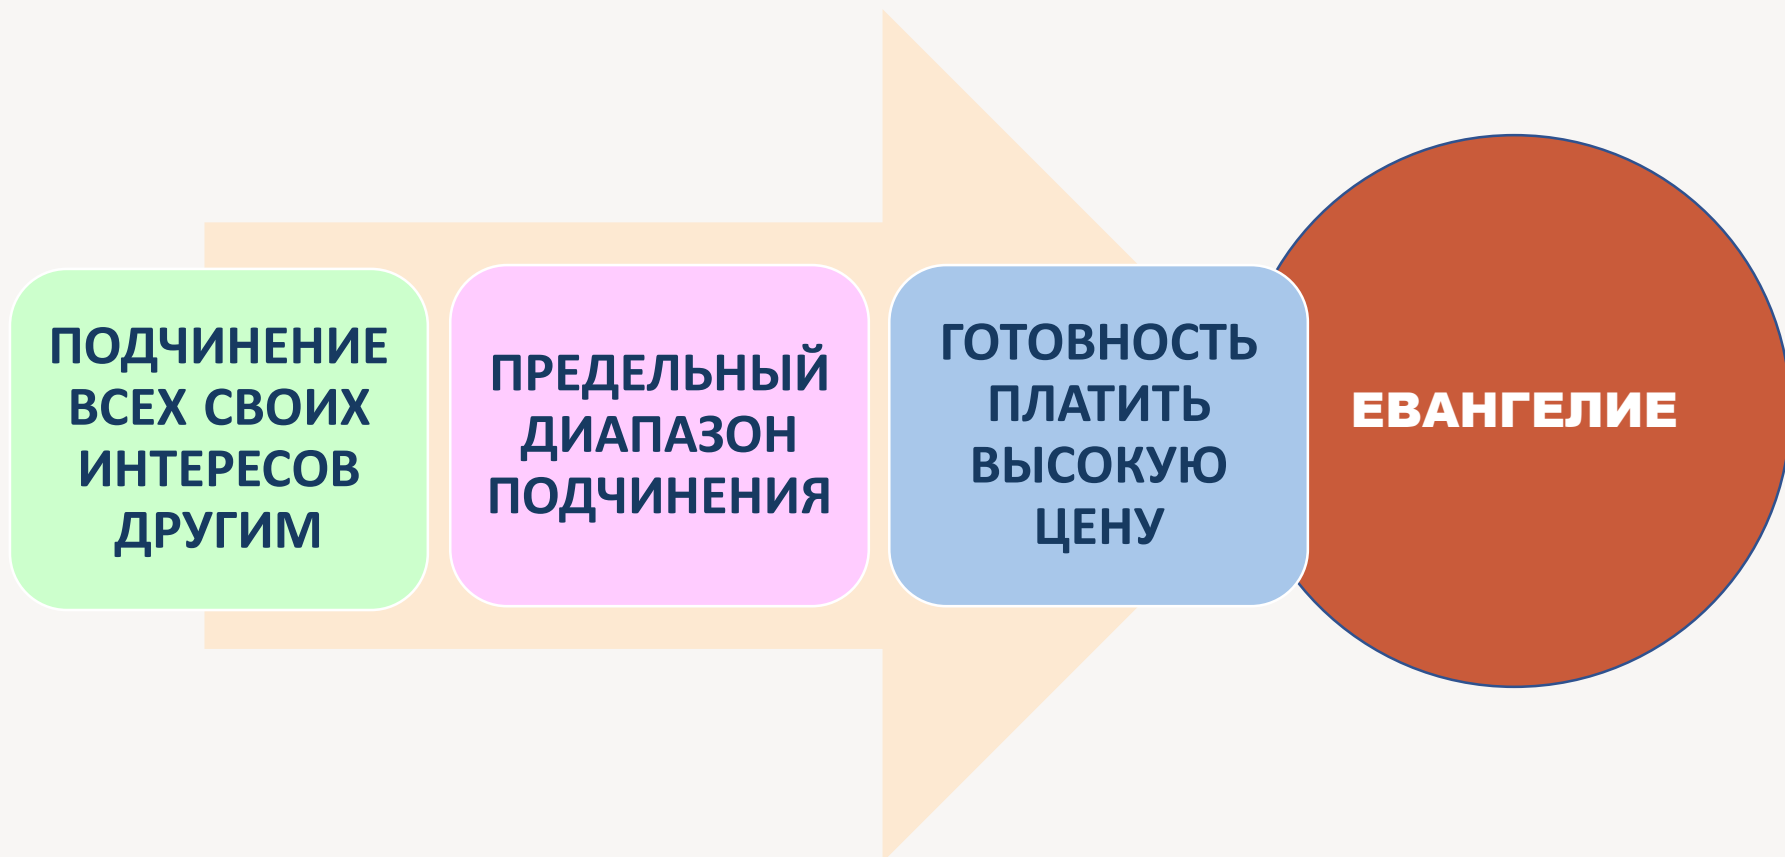 ПОДЧИНЕНИЕ
ВСЕХ СВОИХ
ИНТЕРЕСОВ
ДРУГИМ
ПРЕДЕЛЬНЫЙ
ДИАПАЗОН
ПОДЧИНЕНИЯ
ГОТОВНОСТЬ
ПЛАТИТЬ
ВЫСОКУЮ
ЦЕНУ
ЕВАНГЕЛИЕ